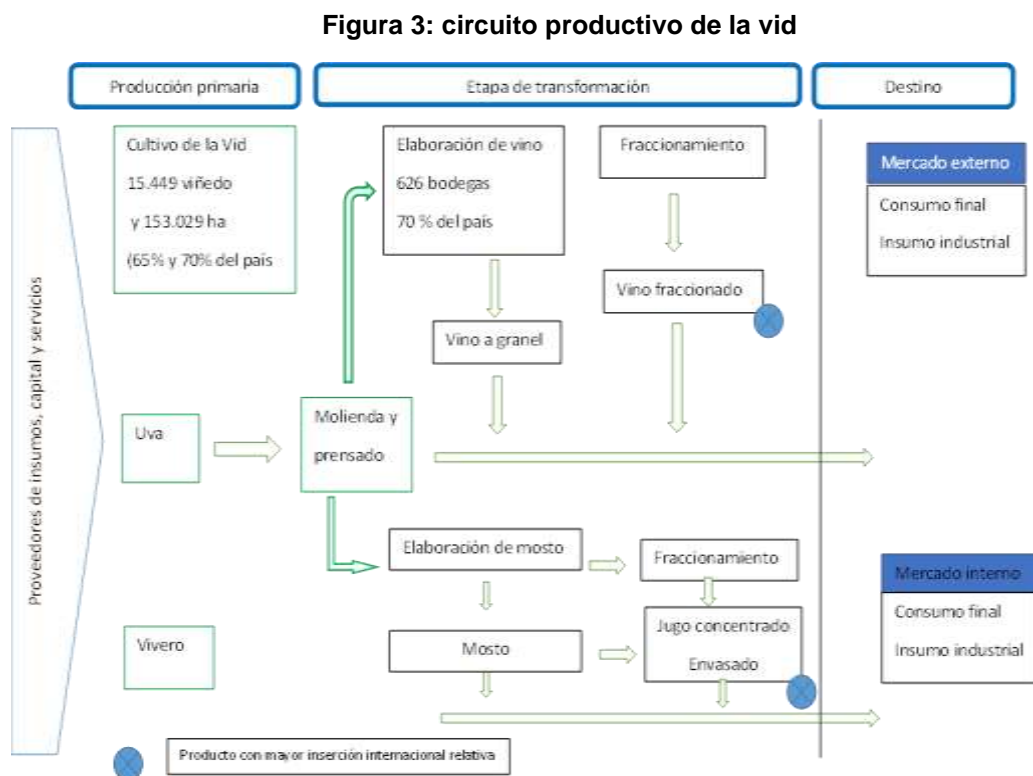 Figura 3: circuito productivo de la vid
Producción primaria
Etapa de transformación
Destino
Proveedores de insumos, capital y servicios
Cultivo de la Vid
15.449 viñedo
y 153.029 ha
(65% y 70% del país
Elaboración de vino
626 bodegas
70 % del país
Fraccionamiento
Mercado externo
Consumo final
Insumo industrial
Vino fraccionado
Vino a granel
Uva
Molienda y
prensado
Elaboración de mosto
Fraccionamiento
Mercado interno
Consumo final
Insumo industrial
Vivero
Mosto
Jugo concentrado
Envasado
Producto con mayor inserción internacional relativa